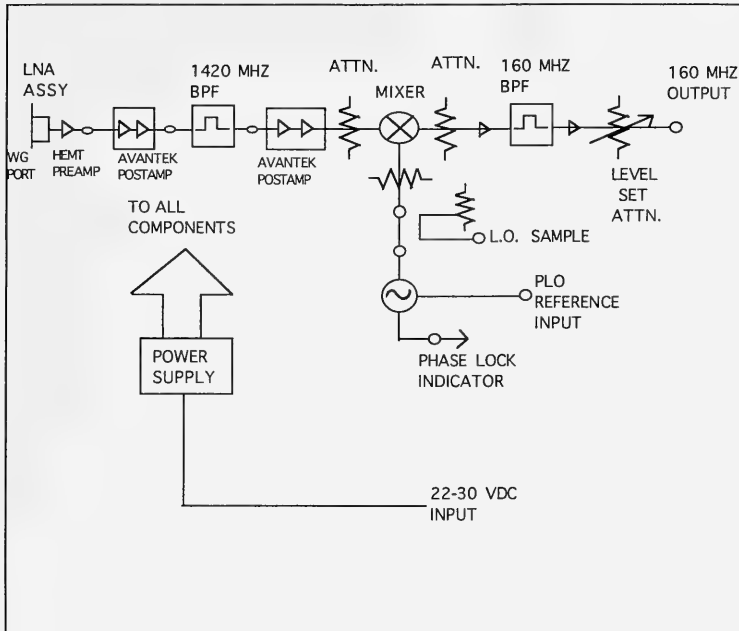 LNA
ASSY
1420 MHZ
BPF
ATTN.
MIXER
ATTN.
160 MHZ
BPF
160 MHZ
OUTPUT
WG
PORT
HEMT
PREAMP
AVANTEK
POSTAMP
AVANTEK
POSTAMP
LEVEL
SET
ATTN.
TO ALL
COMPONENTS
L.O. SAMPLE
PLO
REFERENCE
INPUT
POWER
SUPPLY
PHASE LOCK
INDICATOR
22-30 VDC
INPUT